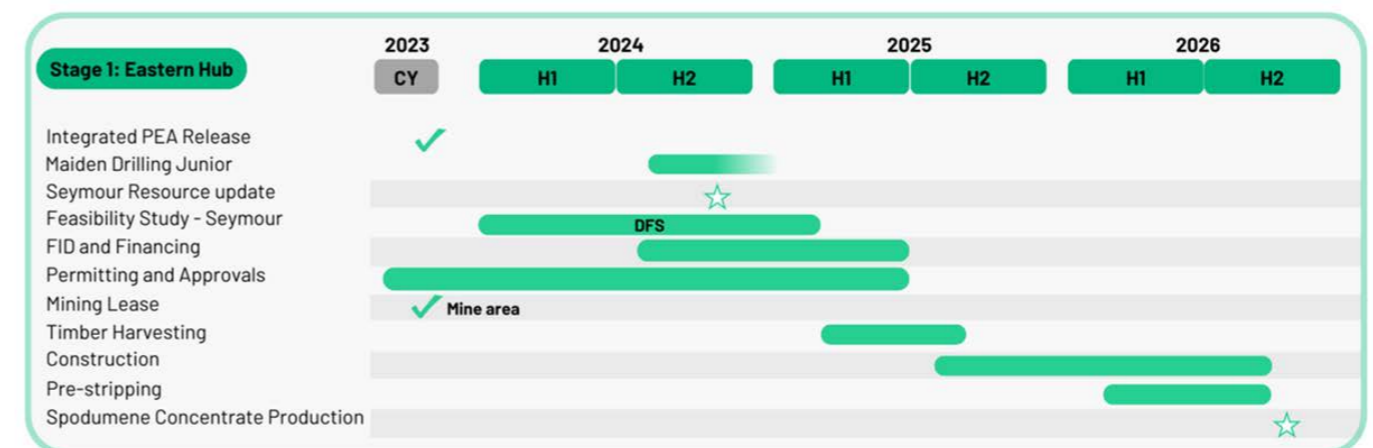 2023 2024 2025 2026
Stage 1: Eastern Hub CY H1 H2 H1 H2 H1 H2
Integrated PEA Release
Maiden Drilling Junior
Seymour Resource update
Feasibility Study - Seymour DFS
FID and Financing
Permitting and Approvals
Mining Lease Mine area
Timber Harvesting
Construction
Pre-stripping
Spodumene Concentrate Production